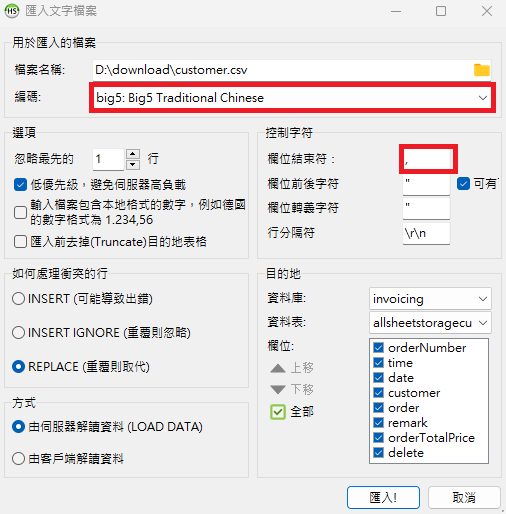 HS 匯入文字檔案
用於匯入的檔案
檔案名稱: D:\download\customer.csv
編碼: big5: Big5 Traditional Chinese
選項
忽略最先的 1 行
低優先級，避免伺服器高負載
輸入檔案包含本地格式的數字，例如德國
的數字格式為 1.234,56
匯入前去掉(Truncate)目的地表格
控制字符
欄位結束符： ,
欄位前後字符 " 可有
欄位轉義字符 "
行分隔符 \r\n
如何處理衝突的行
INSERT (可能導致出錯)
INSERT IGNORE (重覆則忽略)
REPLACE (重覆則取代)
方式
由伺服器解讀資料 (LOAD DATA)
由客戶端解讀資料
目的地
資料庫: invoicing
資料表: allsheetstoragecu
欄位:
上移
下移
全部
orderNumber
time
date
customer
order
remark
orderTotalPrice
delete
匯入! 取消